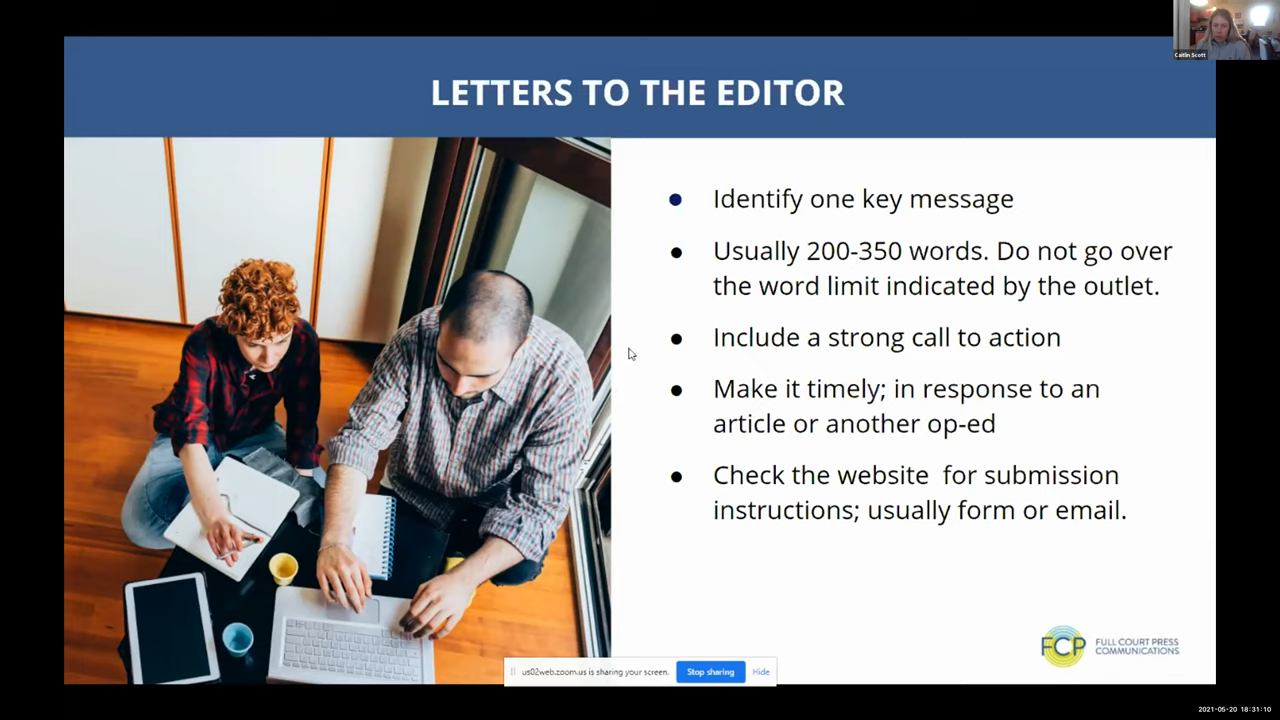 Caitlin Scott
LETTERS TO THE EDITOR
● Identify one key message
● Usually 200-350 words. Do not go over
the word limit indicated by the outlet.
● Include a strong call to action
● Make it timely; in response to an
article or another op-ed
● Check the website  for submission
instructions; usually form or email.
FCP FULL COURT PRESS
COMMUNICATIONS
us02web.zoom.us is sharing your screen. Stop sharing Hide
2021-05-20 18:31:10